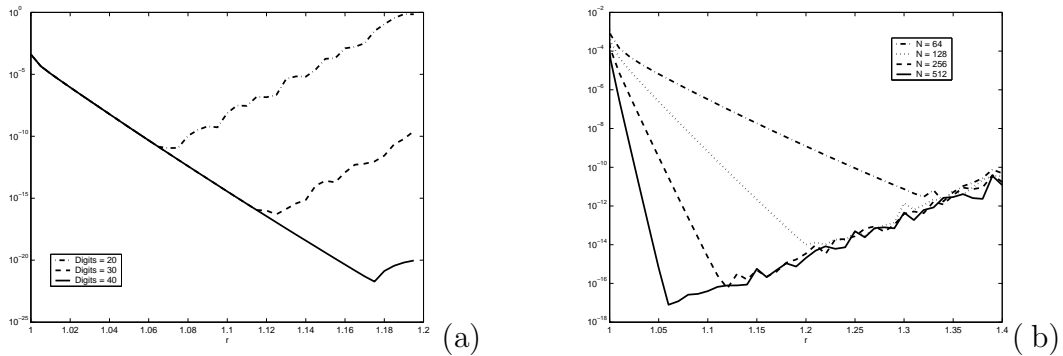 10^0
10^-5
10^-10
10^-15
10^-20
10^-25
1 1.02 1.04 1.06 1.08 1.1 1.12 1.14 1.16 1.18 1.2
r
Digits = 20
Digits = 30
Digits = 40
(a)
10^-2
10^-4
10^-6
10^-8
10^-10
10^-12
10^-14
10^-16
10^-18
1 1.05 1.1 1.15 1.2 1.25 1.3 1.35 1.4
r
N = 64
N = 128
N = 256
N = 512
( b)